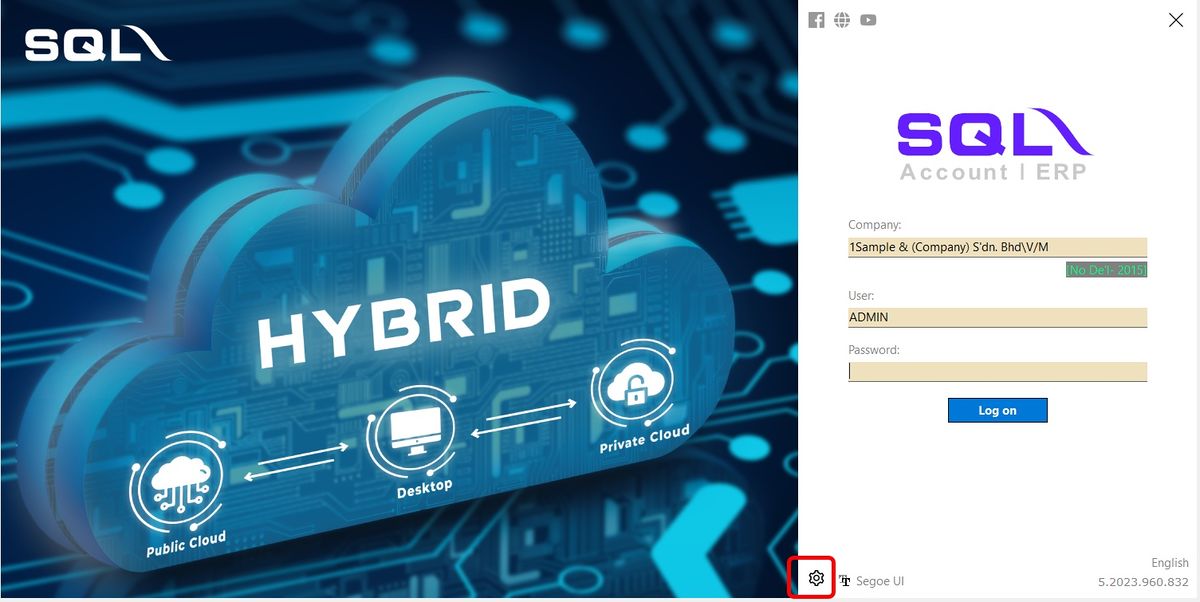 SQL
HYBRID
Public Cloud
Desktop
Private Cloud
SQL
Account | ERP
Company:
1Sample & (Company) S'dn. Bhd\V/M
[No De'l- 2015]
User:
ADMIN
Password:
Log on
Segoe UI
English
5.2023.960.832